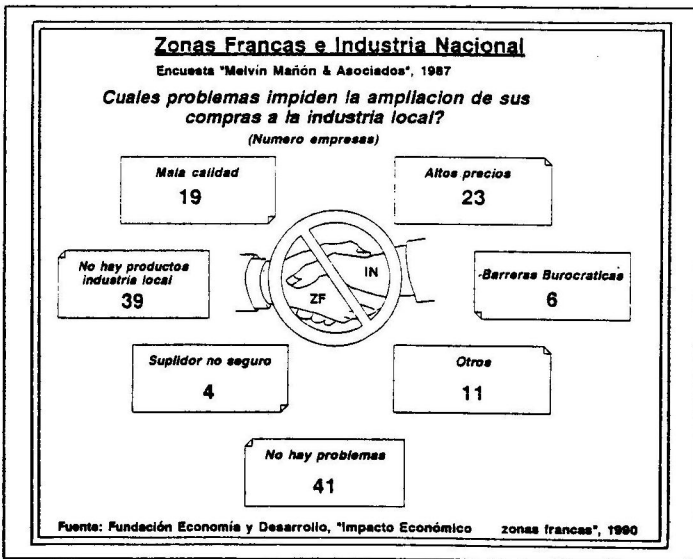 Zonas Francas e Industria Nacional
Encuesta "Melvín Mañón & Asociados", 1987
Cuales problemas impiden la ampliacion de sus
compras a la industria local?
(Numero empresas)
Mala calidad
19
Altos precios
23
No hay productos
industria local
39
IN
ZF
-Barreras Burocraticas
6
Suplidor no seguro
4
Otros
11
No hay problemas
41
Fuente: Fundación Economía y Desarrollo, "Impacto Económico zonas francas", 1990